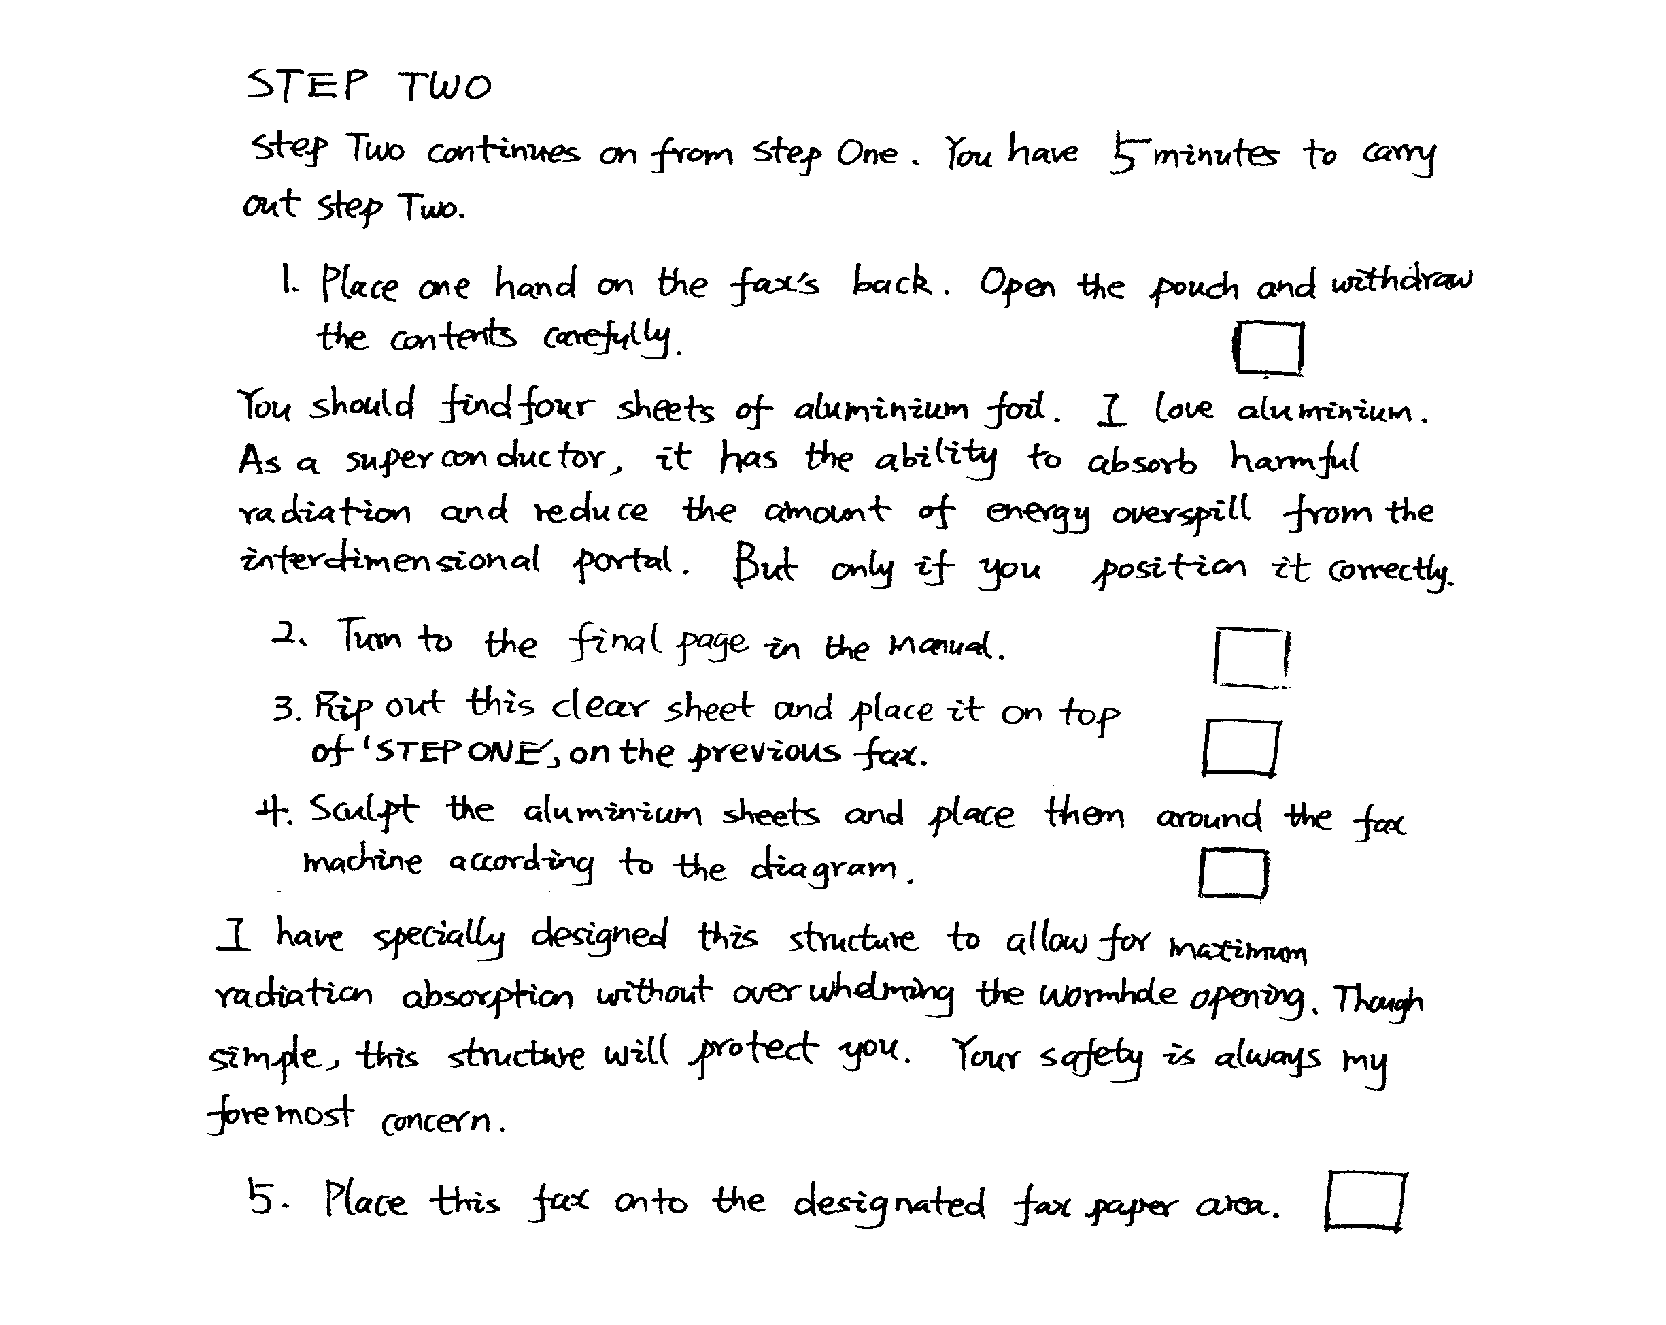 STEP TWO
Step Two continues on from Step One. You have 5 minutes to carry
out Step Two.
1. Place one hand on the fax's back. Open the pouch and withdraw
the contents carefully.
You should find four sheets of aluminium foil. I love aluminium.
As a superconductor, it has the ability to absorb harmful
radiation and reduce the amount of energy overspill from the
interdimensional portal. But only if you position it correctly.
2. Turn to the final page in the manual.
3. Rip out this clear sheet and place it on top
of 'STEP ONE', on the previous fax.
4. Sculpt the aluminium sheets and place them around the fax
machine according to the diagram.
I have specially designed this structure to allow for maximum
radiation absorption without overwhelming the wormhole opening. Though
simple, this structure will protect you. Your safety is always my
foremost concern.
5. Place this fax onto the designated fax paper area.